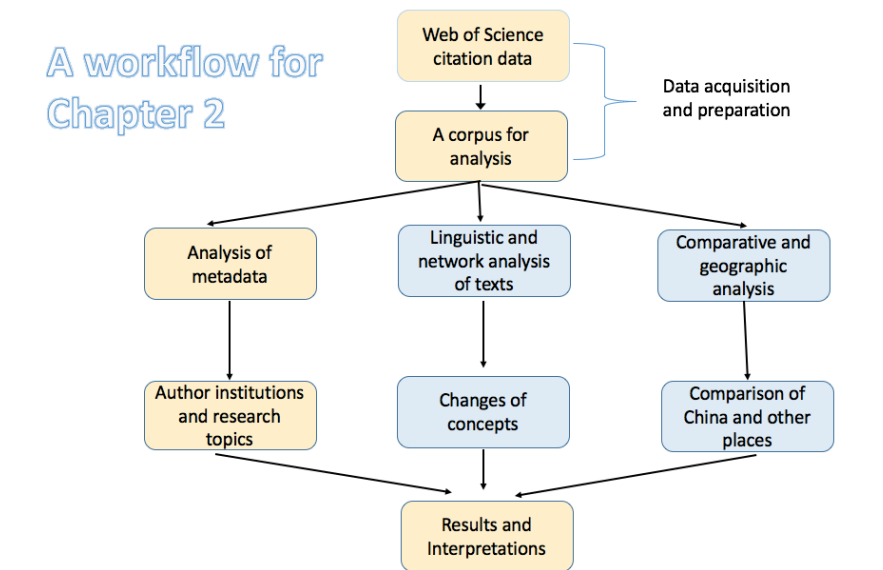 A workflow for
Chapter 2
Web of Science
citation data
Data acquisition
and preparation
A corpus for
analysis
Analysis of
metadata
Linguistic and
network analysis
of texts
Comparative and
geographic
analysis
Author institutions
and research
topics
Changes of
concepts
Comparison of
China and other
places
Results and
Interpretations